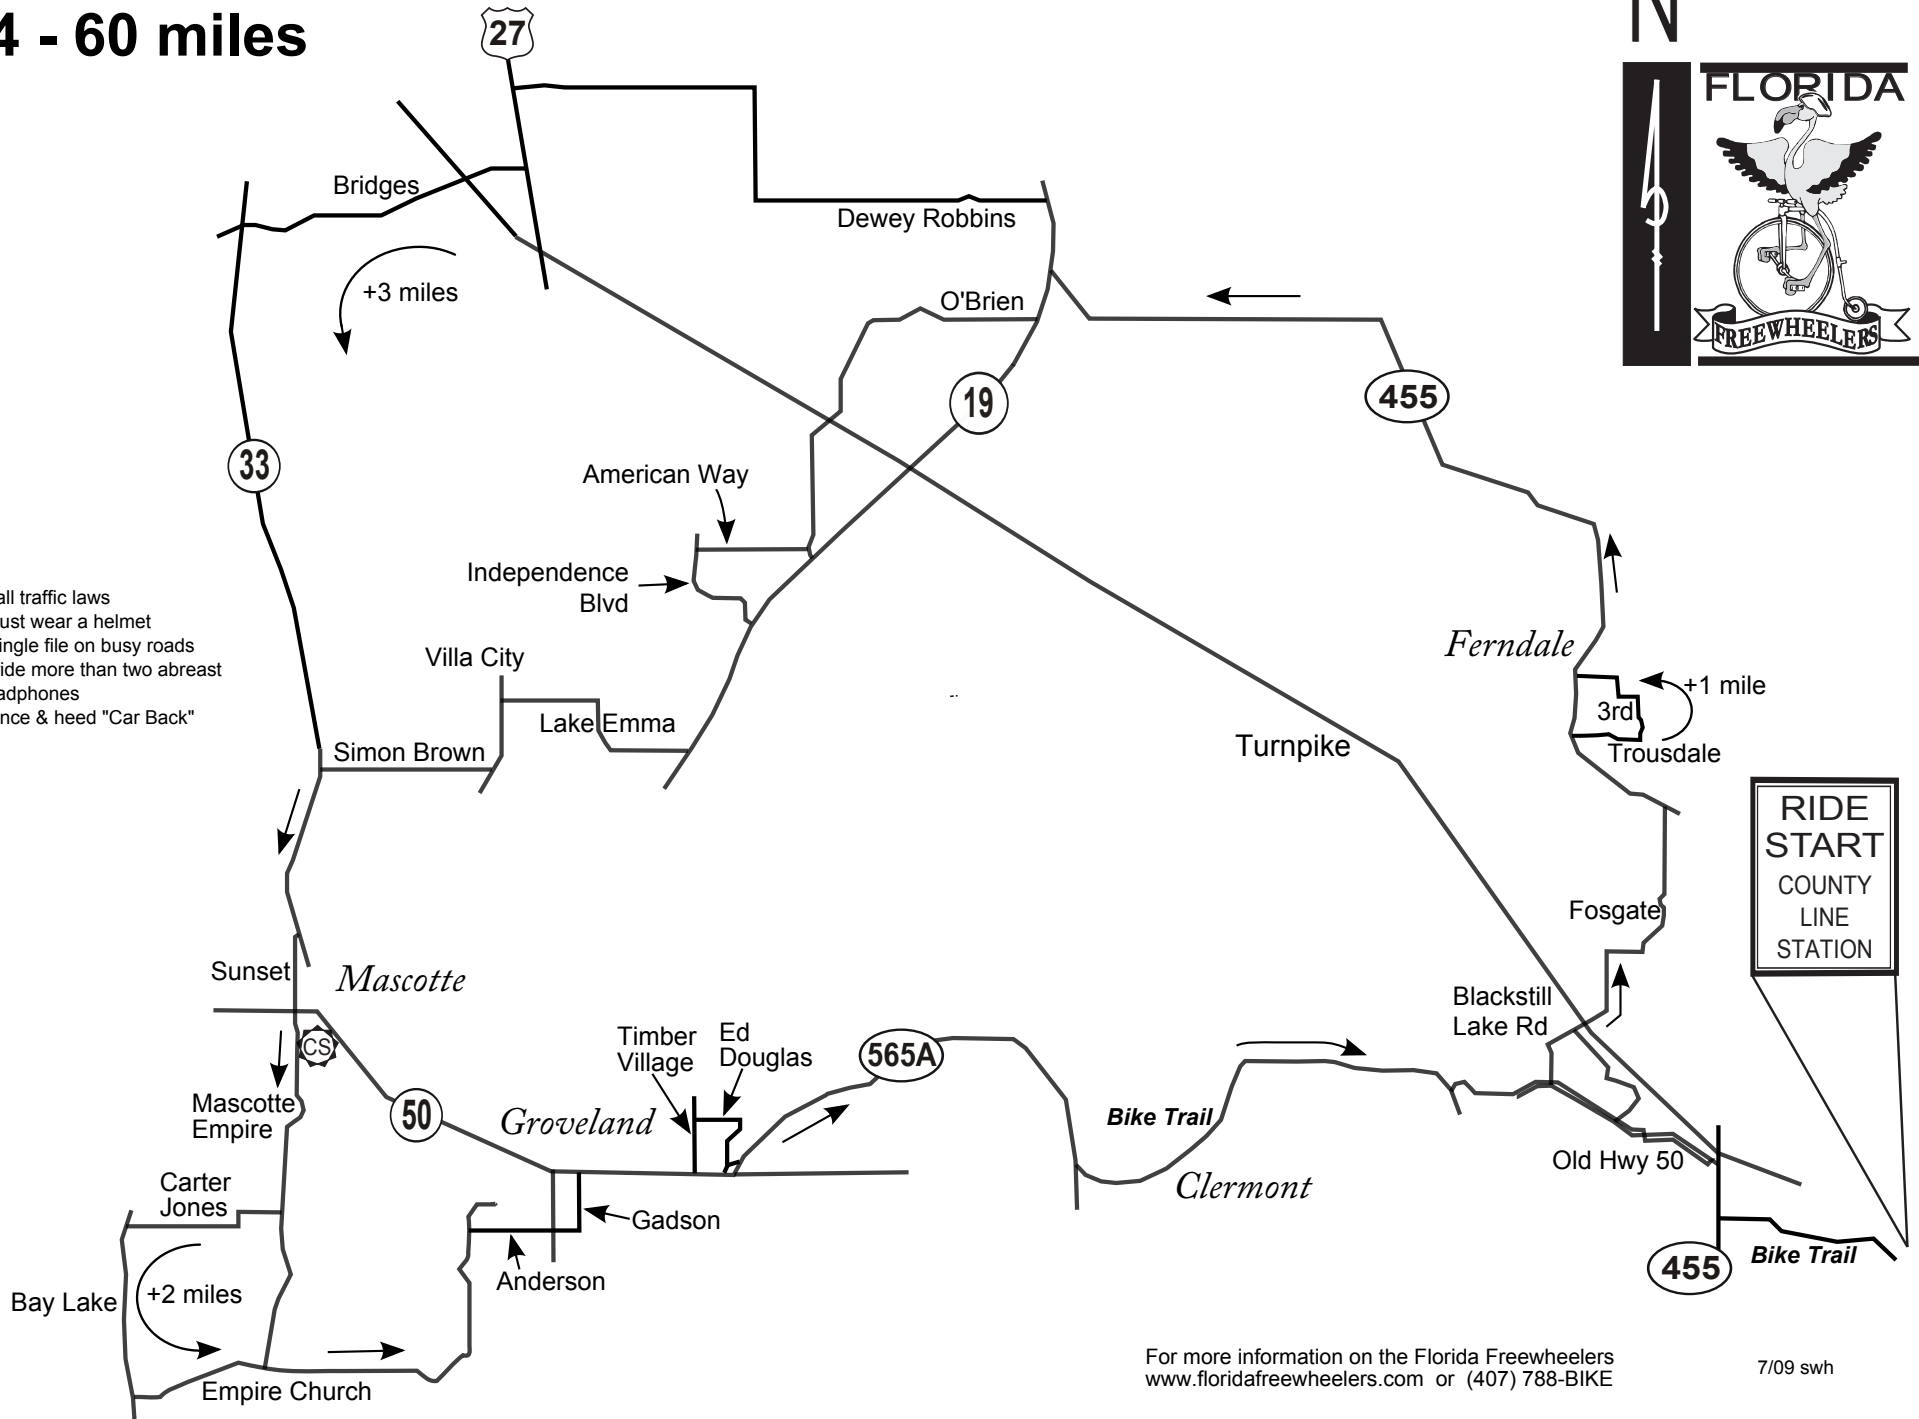 4 - 60 miles
27
N
FLORIDA
FREEWHEELERS
Bridges
Dewey Robbins
+3 miles
O'Brien
19
455
33
American Way
Independence
Blvd
all traffic laws
ust wear a helmet
ingle file on busy roads
ide more than two abreast
adphones
nce & heed "Car Back"
Villa City
Ferndale
+1 mile
3rd
Trousdale
Lake Emma
Simon Brown
Turnpike
RIDE
START
COUNTY
LINE
STATION
Fosgate
Sunset
Mascotte
Blackstill
Lake Rd
CS
Timber
Village
Ed
Douglas
565A
Mascotte
Empire
50
Groveland
Bike Trail
Clermont
Old Hwy 50
Carter
Jones
Gadson
Anderson
455
Bike Trail
Bay Lake
+2 miles
Empire Church
For more information on the Florida Freewheelers
www.floridafreewheelers.com or (407) 788-BIKE
7/09 swh